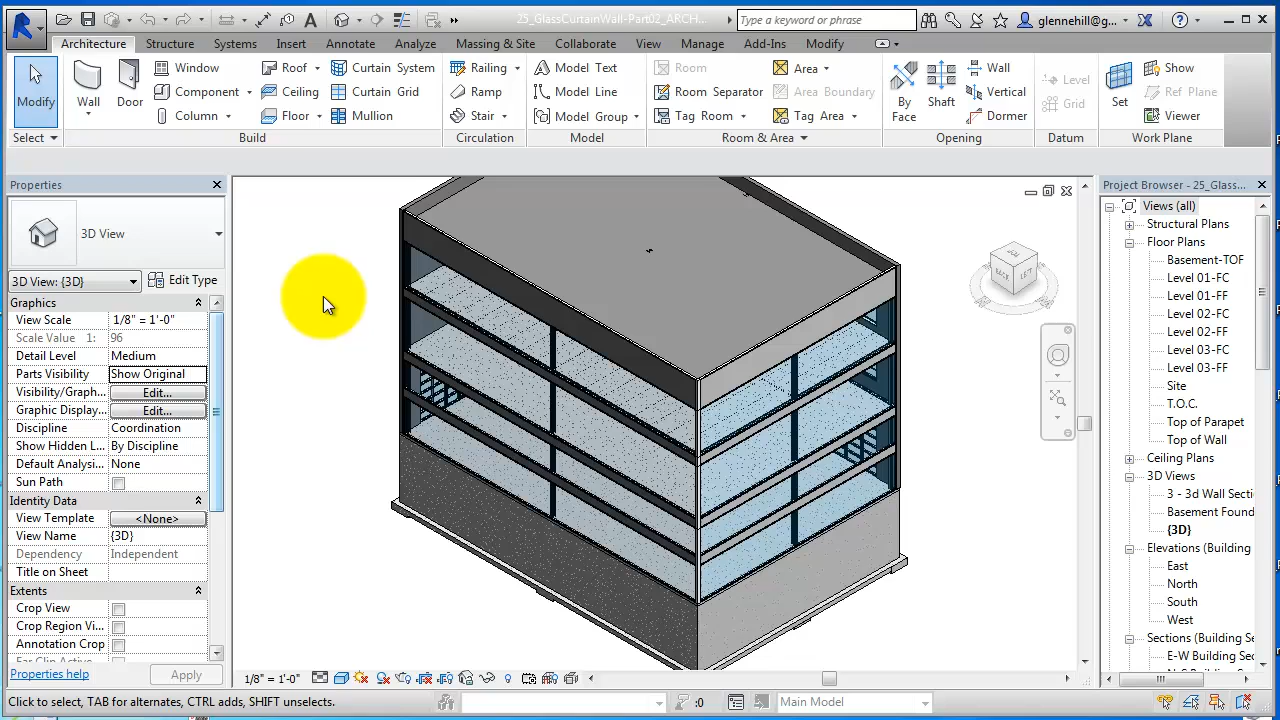 25_GlassCurtainWall-Part02_ARCH...
Type a keyword or phrase
glennehill@g...
Architecture Structure Systems Insert Annotate Analyze Massing & Site Collaborate View Manage Add-Ins Modify
Modify
Select
Wall
Door
Window
Component
Column
Roof
Ceiling
Floor
Curtain System
Curtain Grid
Mullion
Build
Railing
Ramp
Stair
Circulation
Model Text
Model Line
Model Group
Model
Room
Room Separator
Tag Room
Area
Area Boundary
Tag Area
Room & Area
By
Face
Shaft
Wall
Vertical
Dormer
Opening
Level
Grid
Datum
Set
Show
Ref Plane
Viewer
Work Plane
Properties
3D View
3D View: {3D} Edit Type
Graphics
View Scale 1/8" = 1'-0"
Scale Value 1: 96
Detail Level Medium
Parts Visibility Show Original
Visibility/Graph... Edit...
Graphic Display... Edit...
Discipline Coordination
Show Hidden L... By Discipline
Default Analysi... None
Sun Path
Identity Data
View Template <None>
View Name {3D}
Dependency Independent
Title on Sheet
Extents
Crop View
Crop Region Vi...
Annotation Crop
Far Clip Active
Properties help Apply
TOP
BACK
LEFT
1/8" = 1'-0"
Project Browser - 25_Glass...
Views (all)
Structural Plans
Floor Plans
Basement-TOF
Level 01-FC
Level 01-FF
Level 02-FC
Level 02-FF
Level 03-FC
Level 03-FF
Site
T.O.C.
Top of Parapet
Top of Wall
Ceiling Plans
3D Views
3 - 3d Wall Secti
Basement Found
{3D}
Elevations (Building
East
North
South
West
Sections (Building Se
E-W Building Sec
Click to select, TAB for alternates, CTRL adds, SHIFT unselects.
:0
Main Model